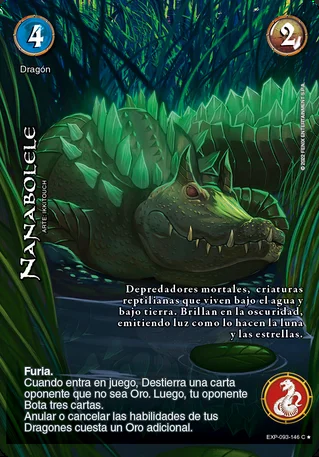 4
2
Dragón
© 2022 FENIX ENTERTAINMENT S.P.A.
Nanabolele
ARTE: IKKITOUCH
Depredadores mortales, criaturas
reptilianas que viven bajo el agua y
bajo tierra. Brillan en la oscuridad,
emitiendo luz como lo hacen la luna
y las estrellas.
Furia.
Cuando entra en juego, Destierra una carta
oponente que no sea Oro. Luego, tu oponente
Bota tres cartas.
Anular o cancelar las habilidades de tus
Dragones cuesta un Oro adicional.
EXP-093-146 C ★